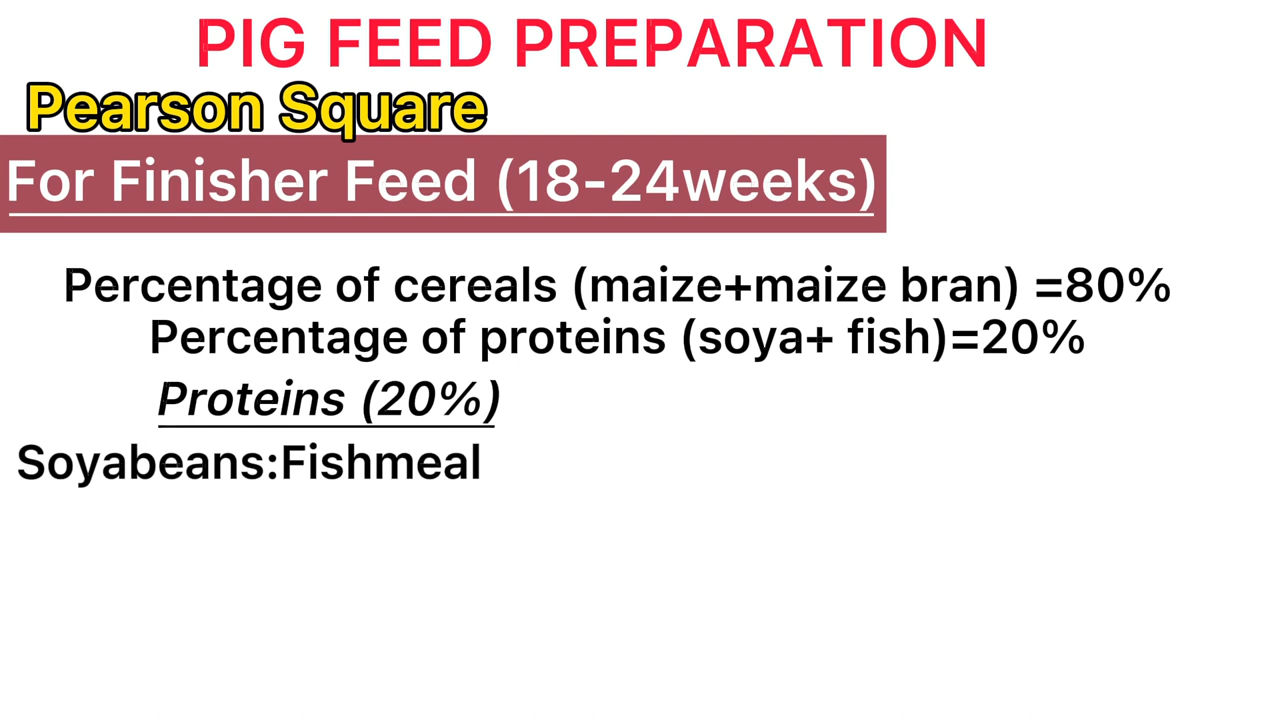 PIG FEED PREPARATION
Pearson Square
For Finisher Feed (18-24weeks)
Percentage of cereals (maize+maize bran) =80%
Percentage of proteins (soya+ fish)=20%
Proteins (20%)
Soyabeans:Fishmeal